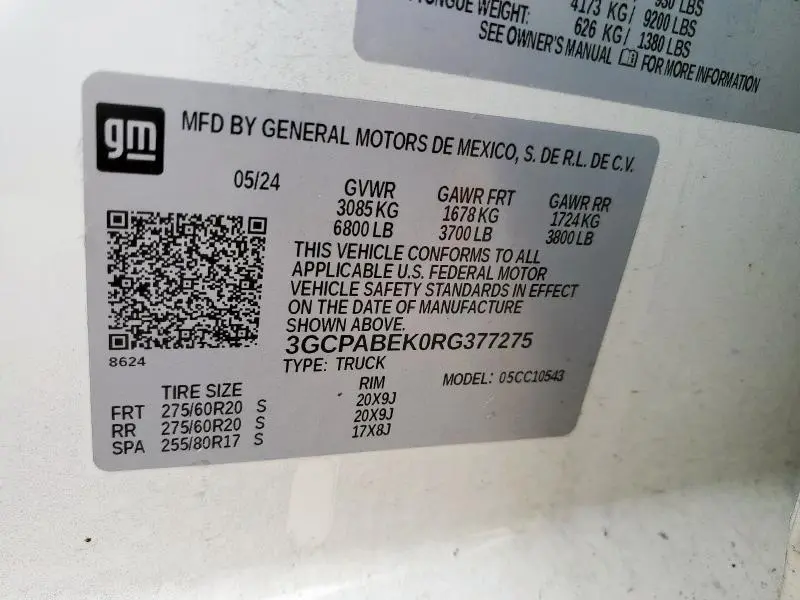 950 LBS
TONGUE WEIGHT: 4173 KG / 9200 LBS
626 KG / 1380 LBS
SEE OWNER'S MANUAL FOR MORE INFORMATION
gm
MFD BY GENERAL MOTORS DE MEXICO, S. DE R.L. DE C.V.
05/24 GVWR GAWR FRT GAWR RR
3085 KG 1678 KG 1724 KG
6800 LB 3700 LB 3800 LB
THIS VEHICLE CONFORMS TO ALL
APPLICABLE U.S. FEDERAL MOTOR
VEHICLE SAFETY STANDARDS IN EFFECT
ON THE DATE OF MANUFACTURE
SHOWN ABOVE.
3GCPABEK0RG377275
8624
TYPE: TRUCK MODEL: 05CC10543
TIRE SIZE RIM
FRT 275/60R20 S 20X9J
RR 275/60R20 S 20X9J
SPA 255/80R17 S 17X8J